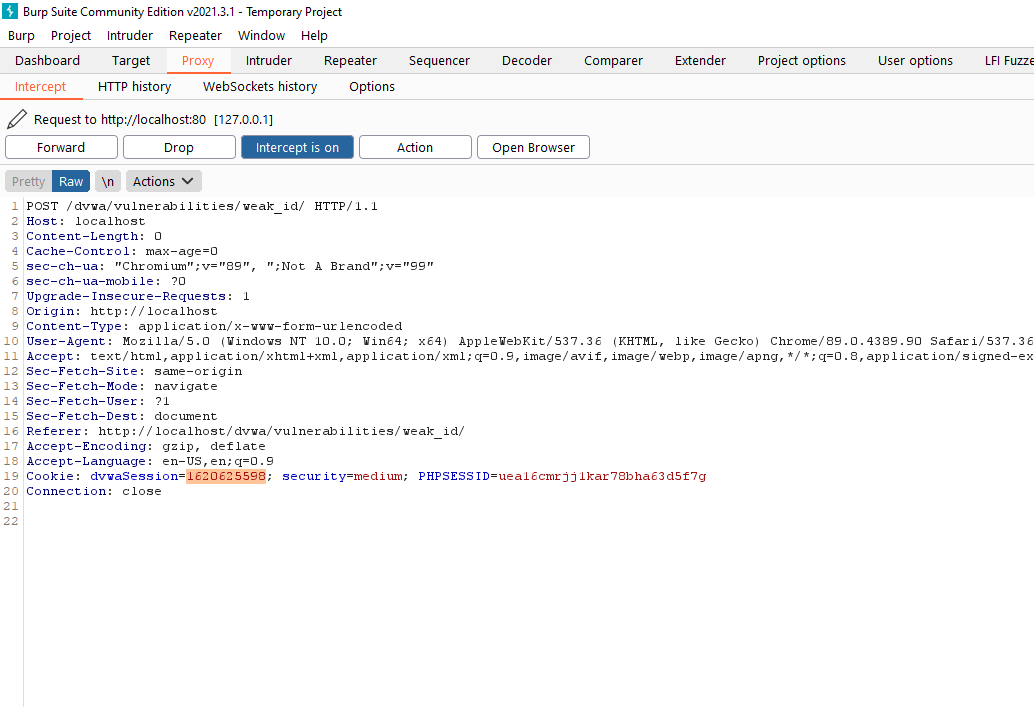 Burp Suite Community Edition v2021.3.1 - Temporary Project
Burp Project Intruder Repeater Window Help
Dashboard Target Proxy Intruder Repeater Sequencer Decoder Comparer Extender Project options User options LFI Fuzze
Intercept HTTP history WebSockets history Options
Request to http://localhost:80 [127.0.0.1]
Forward Drop Intercept is on Action Open Browser
Pretty Raw \n Actions
1 POST /dvwa/vulnerabilities/weak_id/ HTTP/1.1
2 Host: localhost
3 Content-Length: 0
4 Cache-Control: max-age=0
5 sec-ch-ua: "Chromium";v="89", ";Not A Brand";v="99"
6 sec-ch-ua-mobile: ?0
7 Upgrade-Insecure-Requests: 1
8 Origin: http://localhost
9 Content-Type: application/x-www-form-urlencoded
10 User-Agent: Mozilla/5.0 (Windows NT 10.0; Win64; x64) AppleWebKit/537.36 (KHTML, like Gecko) Chrome/89.0.4389.90 Safari/537.36
11 Accept: text/html,application/xhtml+xml,application/xml;q=0.9,image/avif,image/webp,image/apng,*/*;q=0.8,application/signed-ex
12 Sec-Fetch-Site: same-origin
13 Sec-Fetch-Mode: navigate
14 Sec-Fetch-User: ?1
15 Sec-Fetch-Dest: document
16 Referer: http://localhost/dvwa/vulnerabilities/weak_id/
17 Accept-Encoding: gzip, deflate
18 Accept-Language: en-US,en;q=0.9
19 Cookie: dvwaSession=1620625598; security=medium; PHPSESSID=uea16cmrjj1kar78bha63d5f7g
20 Connection: close
21
22